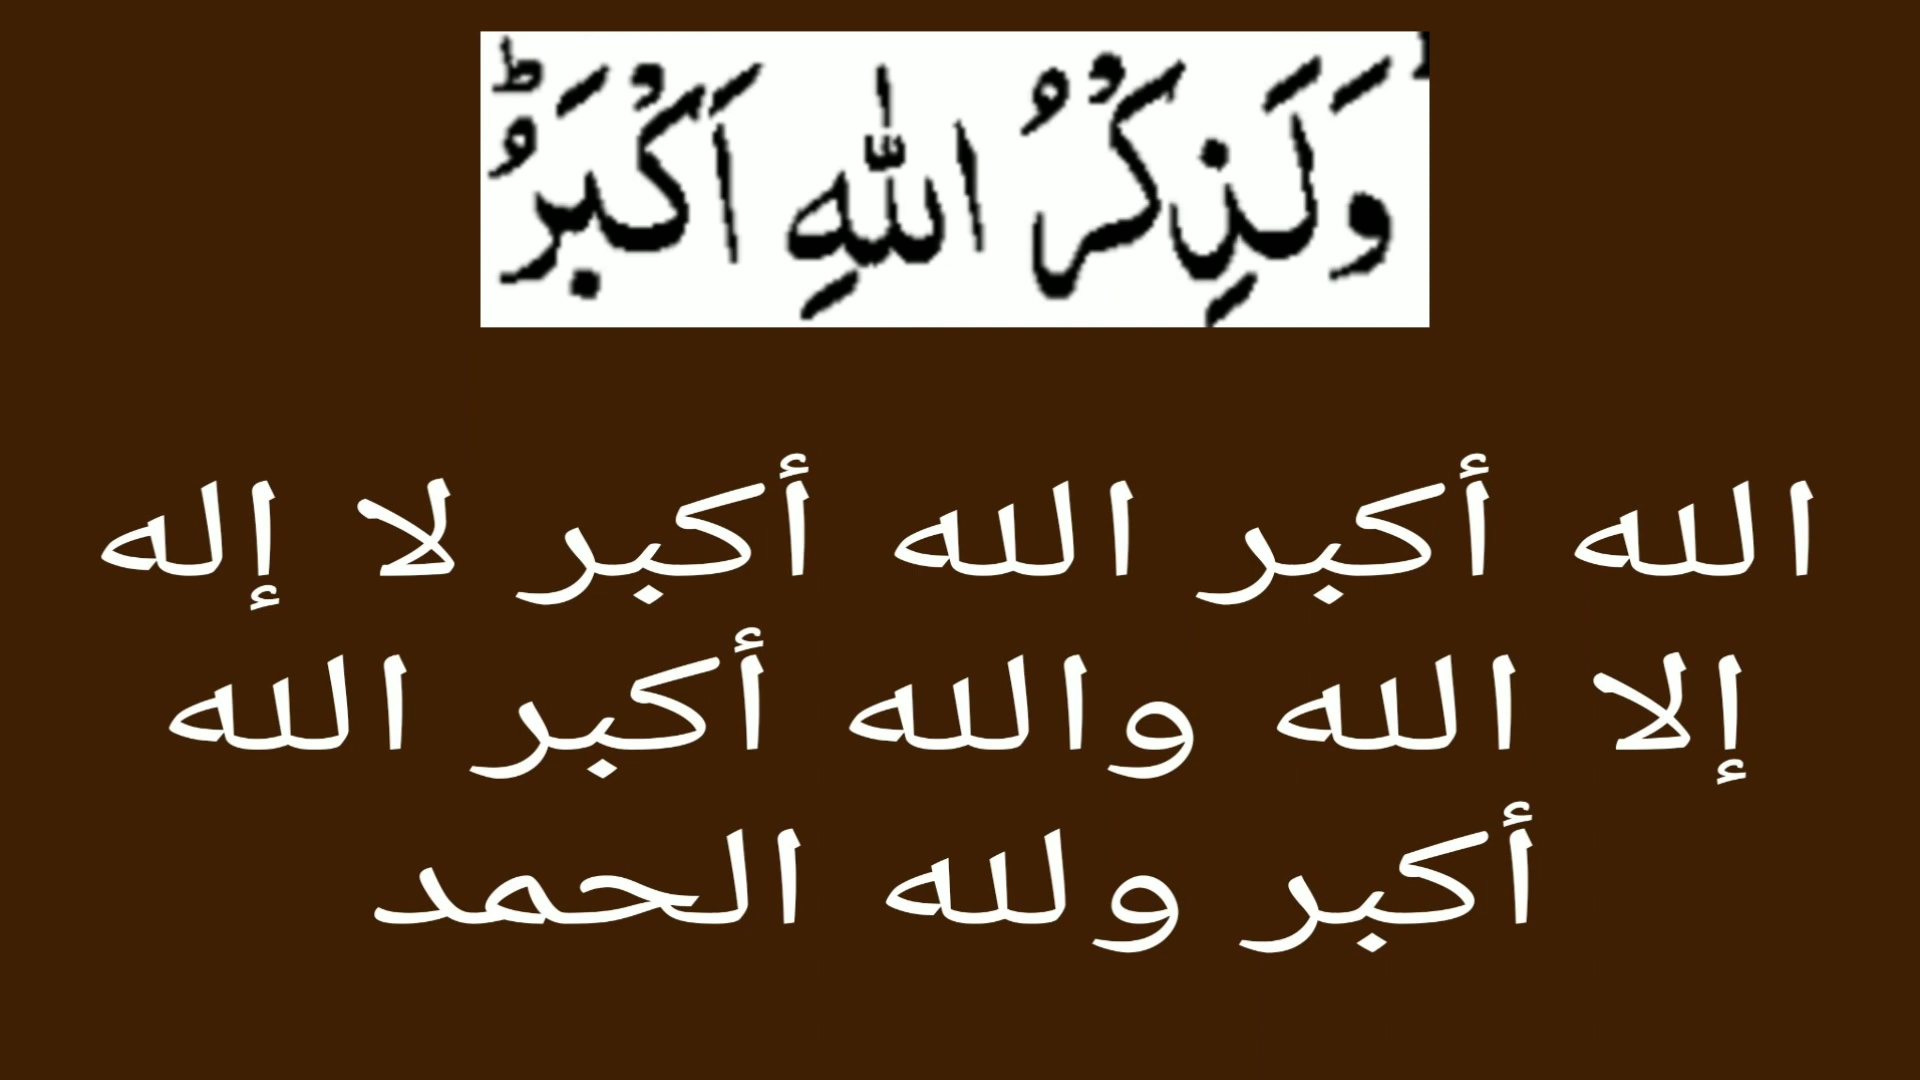 وَلَذِكْرُ اللّٰهِ اَكْبَرُؕ
الله أكبر الله أكبر لا إله
إلا الله والله أكبر الله
أكبر ولله الحمد